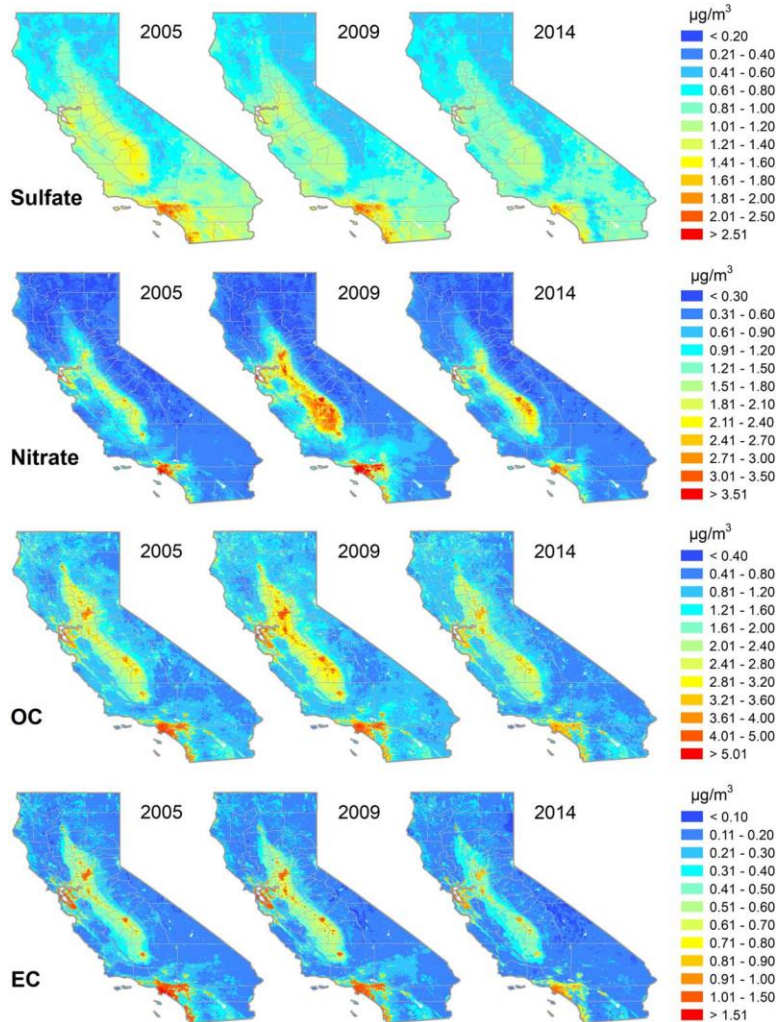 µg/m³
2005 2009 2014
< 0.20
0.21 - 0.40
0.41 - 0.60
0.61 - 0.80
0.81 - 1.00
1.01 - 1.20
1.21 - 1.40
1.41 - 1.60
1.61 - 1.80
1.81 - 2.00
2.01 - 2.50
> 2.51
Sulfate
µg/m³
2005 2009 2014
< 0.30
0.31 - 0.60
0.61 - 0.90
0.91 - 1.20
1.21 - 1.50
1.51 - 1.80
1.81 - 2.10
2.11 - 2.40
2.41 - 2.70
2.71 - 3.00
3.01 - 3.50
> 3.51
Nitrate
µg/m³
2005 2009 2014
< 0.40
0.41 - 0.80
0.81 - 1.20
1.21 - 1.60
1.61 - 2.00
2.01 - 2.40
2.41 - 2.80
2.81 - 3.20
3.21 - 3.60
3.61 - 4.00
4.01 - 5.00
> 5.01
OC
µg/m³
2005 2009 2014
< 0.10
0.11 - 0.20
0.21 - 0.30
0.31 - 0.40
0.41 - 0.50
0.51 - 0.60
0.61 - 0.70
0.71 - 0.80
0.81 - 0.90
0.91 - 1.00
1.01 - 1.50
> 1.51
EC